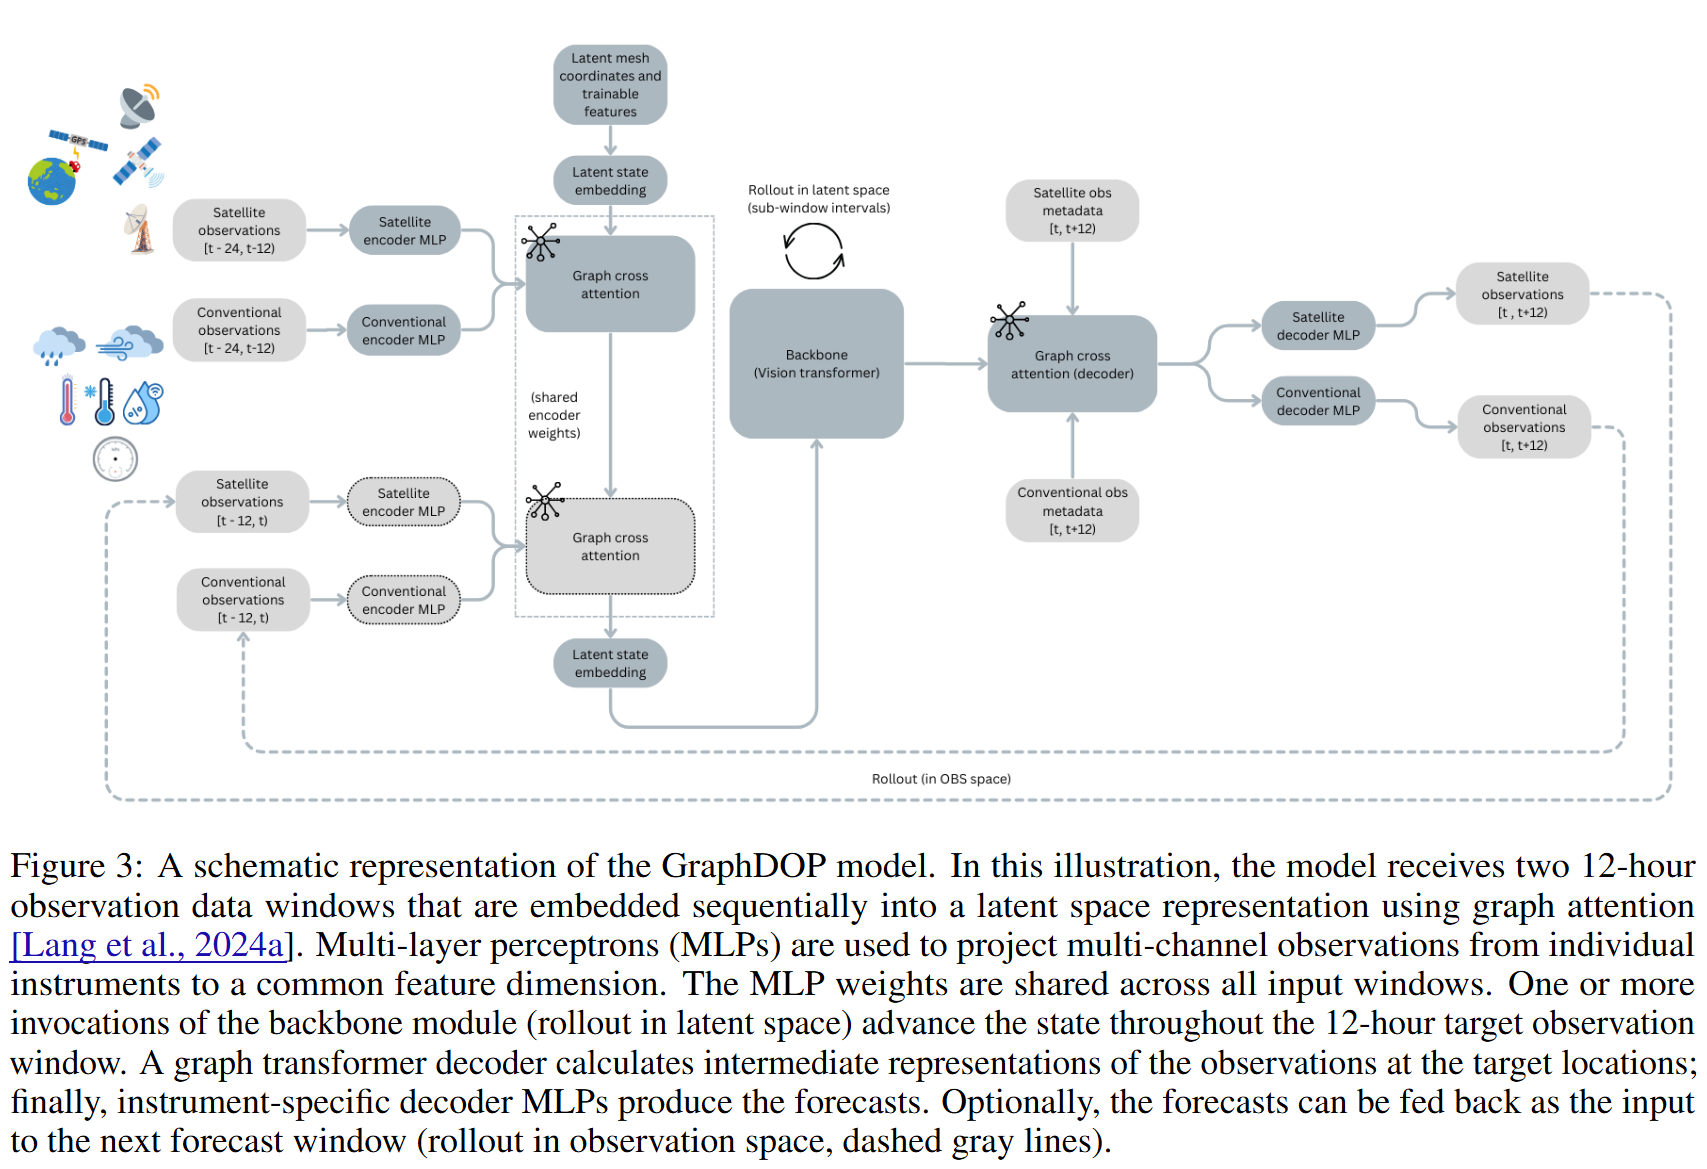 Latent mesh
coordinates and
trainable
features
Latent state
embedding
GPS
Satellite
observations
[t - 24, t-12)
Satellite
encoder MLP
Graph cross
attention
Conventional
observations
[t - 24, t-12)
Conventional
encoder MLP
(shared
encoder
weights)
Satellite
observations
[t - 12, t)
Satellite
encoder MLP
Graph cross
attention
Conventional
observations
[t - 12, t)
Conventional
encoder MLP
Latent state
embedding
Rollout in latent space
(sub-window intervals)
Backbone
(Vision transformer)
Satellite obs
metadata
[t, t+12)
Graph cross
attention (decoder)
Conventional obs
metadata
[t, t+12)
Satellite
decoder MLP
Conventional
decoder MLP
Satellite
observations
[t , t+12)
Conventional
observations
[t, t+12)
Rollout (in OBS space)
Figure 3: A schematic representation of the GraphDOP model. In this illustration, the model receives two 12-hour
observation data windows that are embedded sequentially into a latent space representation using graph attention
[Lang et al., 2024a]. Multi-layer perceptrons (MLPs) are used to project multi-channel observations from individual
instruments to a common feature dimension. The MLP weights are shared across all input windows. One or more
invocations of the backbone module (rollout in latent space) advance the state throughout the 12-hour target observation
window. A graph transformer decoder calculates intermediate representations of the observations at the target locations;
finally, instrument-specific decoder MLPs produce the forecasts. Optionally, the forecasts can be fed back as the input
to the next forecast window (rollout in observation space, dashed gray lines).